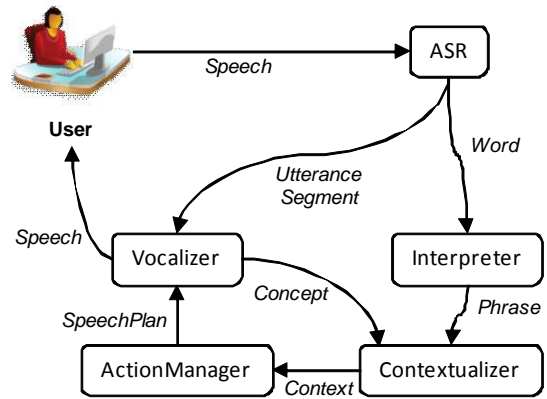 ASR
Speech
User
Word
Utterance
Segment
Speech
Vocalizer
Interpreter
Concept
Phrase
SpeechPlan
ActionManager
Context
Contextualizer